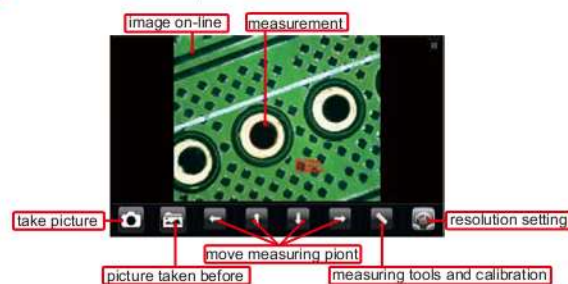 image on-line
measurement
take picture
resolution setting
move measuring piont
picture taken before
measuring tools and calibration